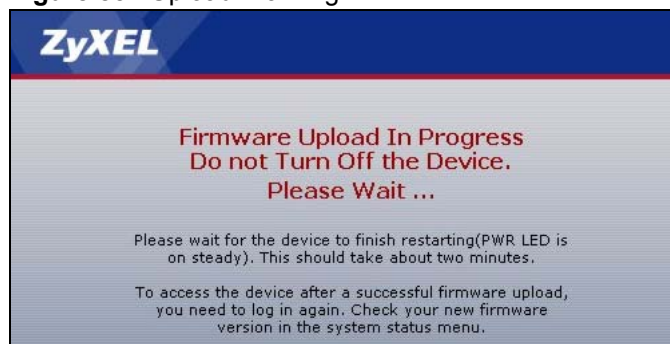 ZyXEL
Firmware Upload In Progress
Do not Turn Off the Device.
Please Wait ...
Please wait for the device to finish restarting(PWR LED is
on steady). This should take about two minutes.
To access the device after a successful firmware upload,
you need to log in again. Check your new firmware
version in the system status menu.